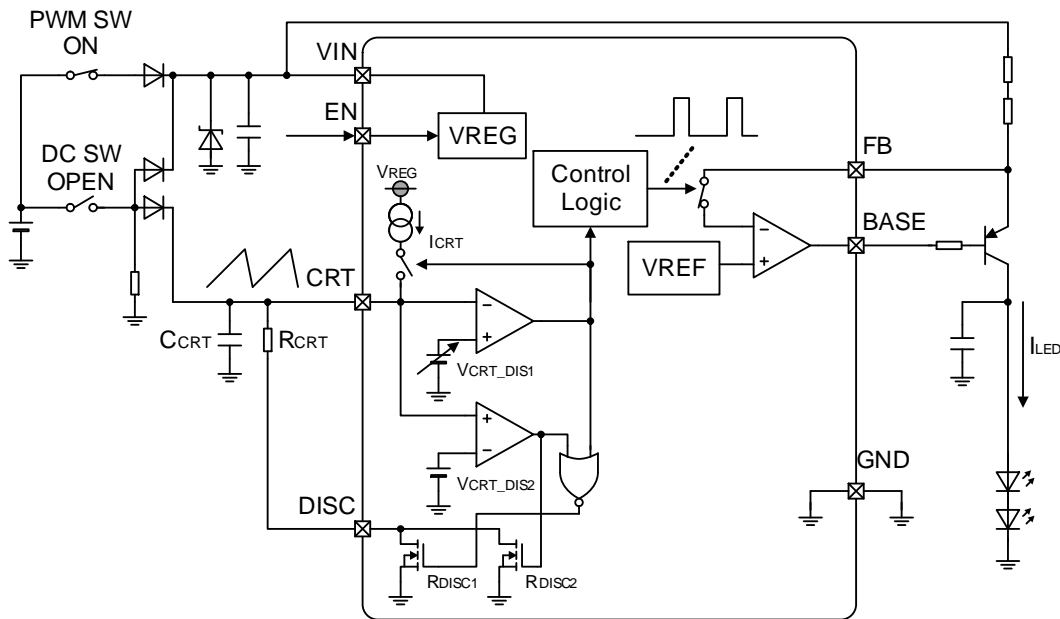 PWM SW
ON
VIN
EN
VREG
DC SW
OPEN
VREG
ICRT
Control
Logic
FB
BASE
VREF
CRT
CCRT
RCRT
−
+
−
+
VCRT_DIS1
ILED
+
−
VCRT_DIS2
GND
DISC
RDISC1
RDISC2